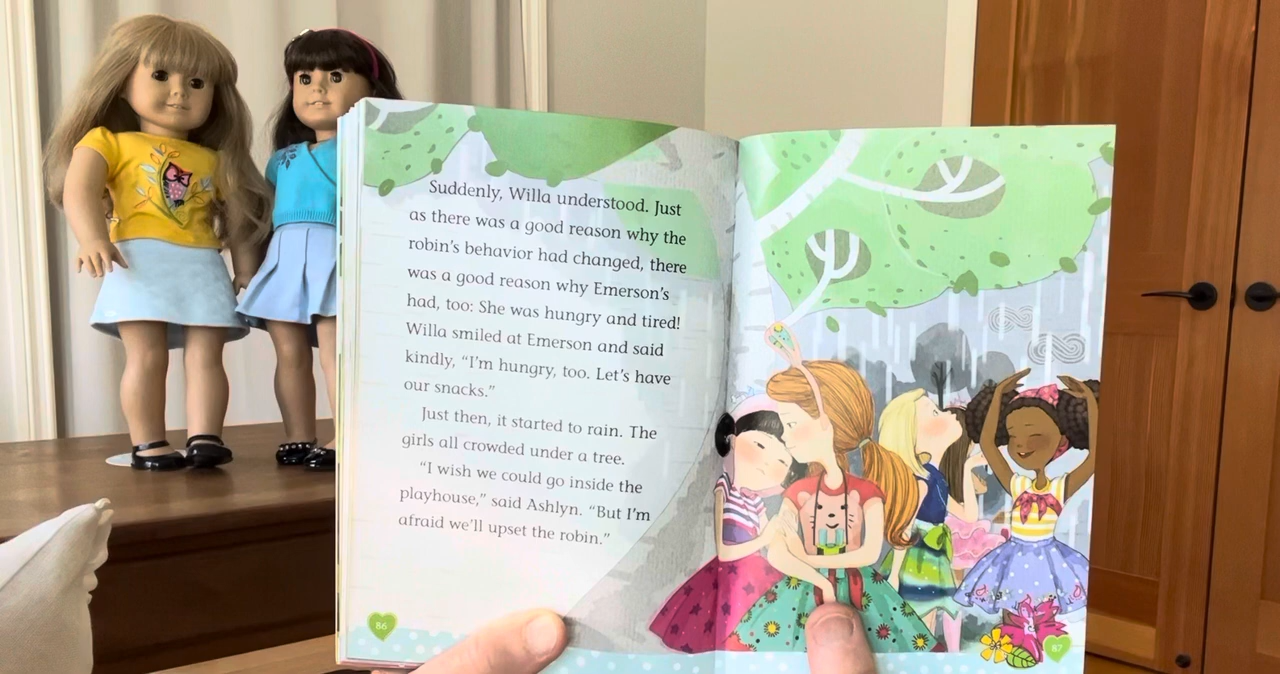 Suddenly, Willa understood. Just
as there was a good reason why the
robin's behavior had changed, there
was a good reason why Emerson's
had, too: She was hungry and tired!
Willa smiled at Emerson and said
kindly, “I'm hungry, too. Let's have
our snacks.”
Just then, it started to rain. The
girls all crowded under a tree.
“I wish we could go inside the
playhouse,” said Ashlyn. “But I'm
afraid we'll upset the robin.”
86
87